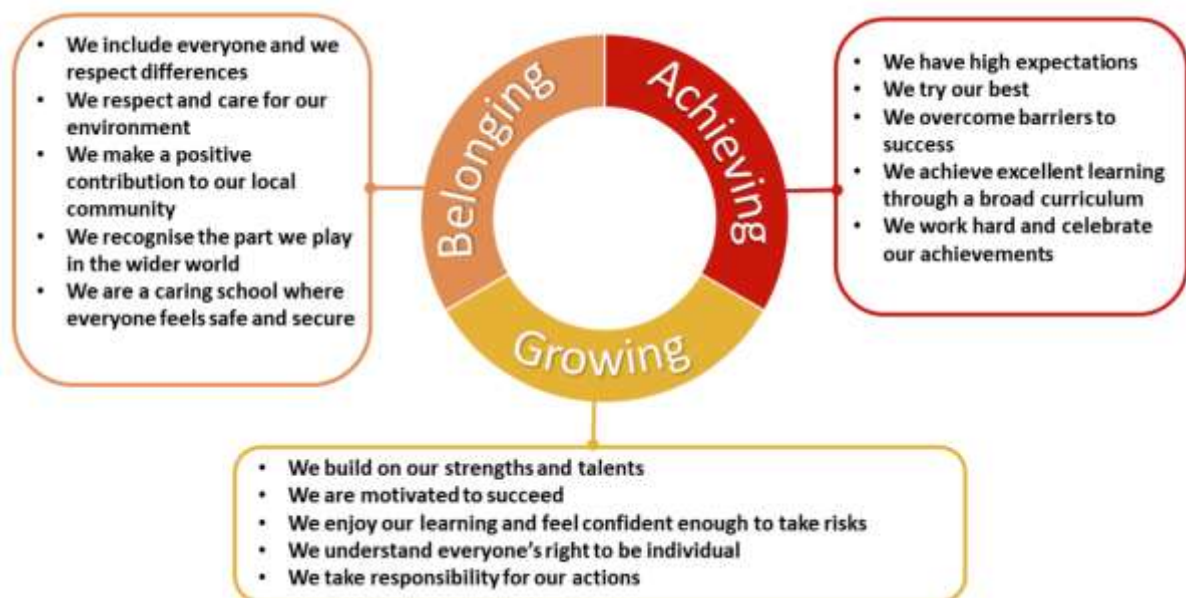 • We include everyone and we
respect differences
• We respect and care for our
environment
• We make a positive
contribution to our local
community
• We recognise the part we play
in the wider world
• We are a caring school where
everyone feels safe and secure
Belonging
Achieving
• We have high expectations
• We try our best
• We overcome barriers to
success
• We achieve excellent learning
through a broad curriculum
• We work hard and celebrate
our achievements
Growing
• We build on our strengths and talents
• We are motivated to succeed
• We enjoy our learning and feel confident enough to take risks
• We understand everyone’s right to be individual
• We take responsibility for our actions